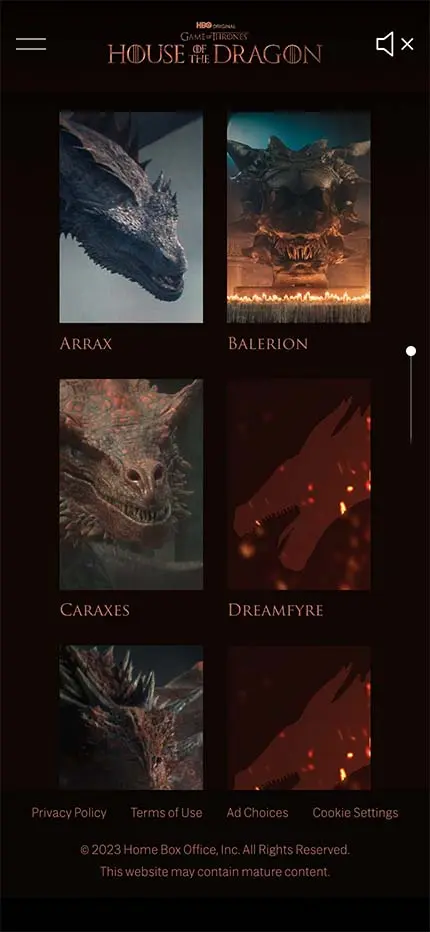 HBO ORIGINAL
GAME OF THRONES
HOUSE OF THE DRAGON
ARRAX
BALERION
CARAXES
DREAMFYRE
Privacy Policy
Terms of Use
Ad Choices
Cookie Settings
© 2023 Home Box Office, Inc. All Rights Reserved.
This website may contain mature content.